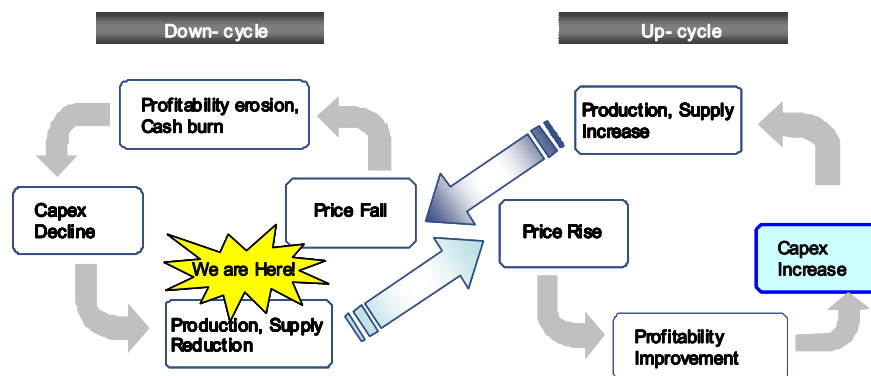 Down- cycle
Up- cycle
Profitability erosion,
Cash burn
Production, Supply
Increase
Capex
Decline
Price Fall
Price Rise
We are Here!
Capex
Increase
Production, Supply
Reduction
Profitability
Improvement